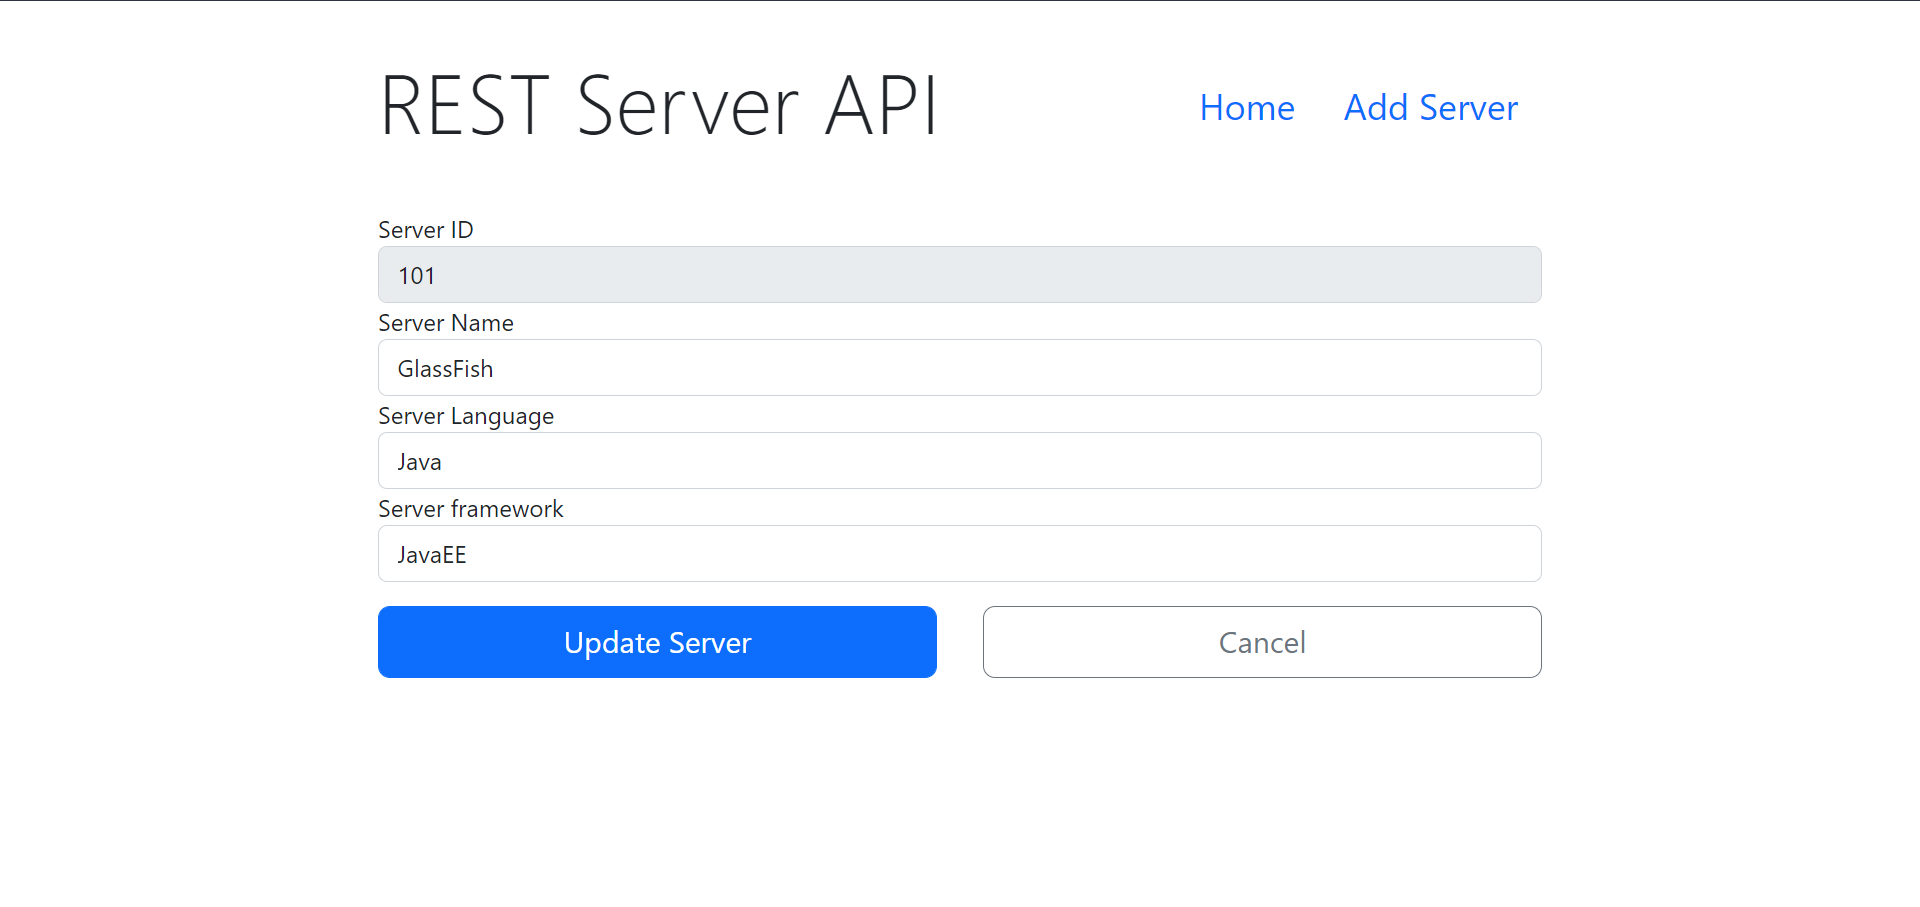 REST Server API
Home Add Server
Server ID
101
Server Name
GlassFish
Server Language
Java
Server framework
JavaEE
Update Server Cancel